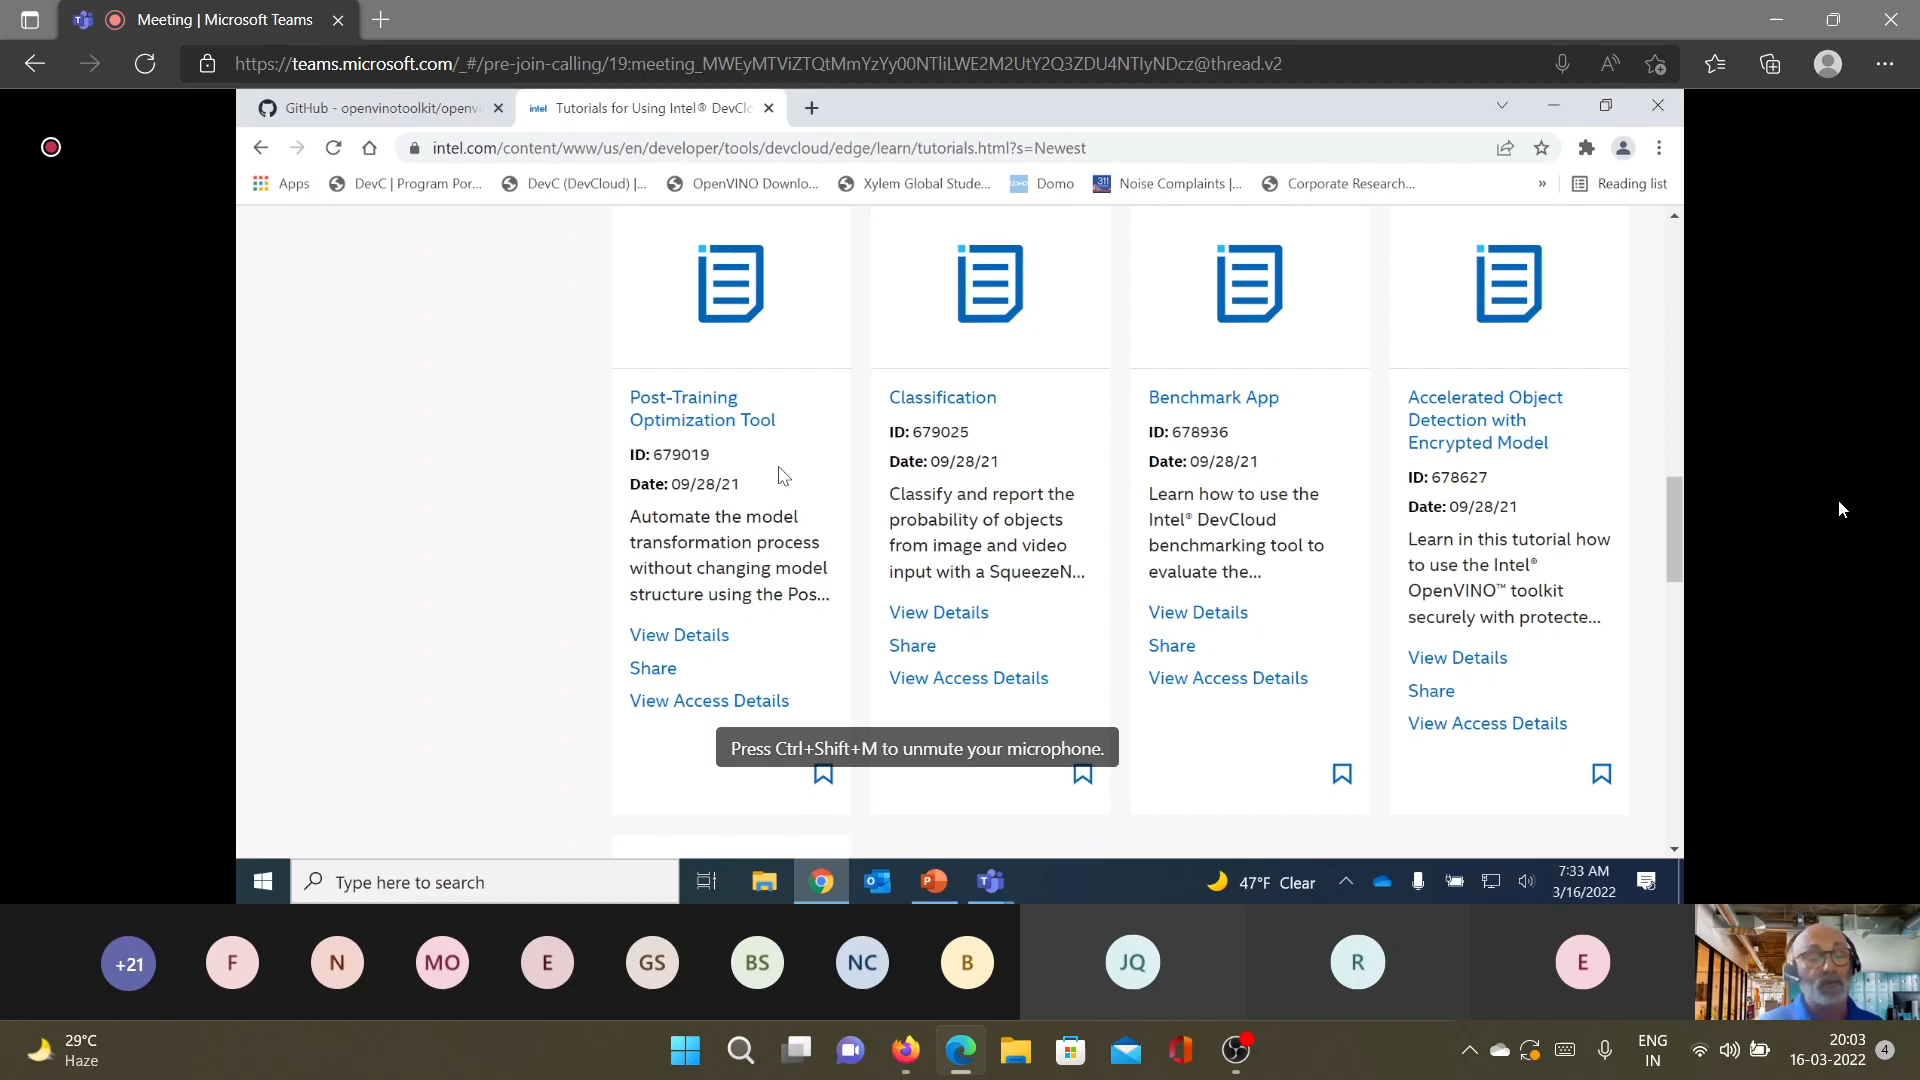 Meeting | Microsoft Teams
https://teams.microsoft.com/_#/pre-join-calling/19:meeting_MWEyMTViZTQtMmYzYy00NTliLWE2M2UtY2Q3ZDU4NTIyNDcz@thread.v2
GitHub - openvinotoolkit/openvi
intel Tutorials for Using Intel® DevClo
intel.com/content/www/us/en/developer/tools/devcloud/edge/learn/tutorials.html?s=Newest
Apps DevC | Program Por... DevC (DevCloud) |... OpenVINO Downlo... Xylem Global Stude... Domo 311 Noise Complaints |... Corporate Research... » Reading list
Post-Training
Optimization Tool
ID: 679019
Date: 09/28/21
Automate the model
transformation process
without changing model
structure using the Pos...
View Details
Share
View Access Details
Classification
ID: 679025
Date: 09/28/21
Classify and report the
probability of objects
from image and video
input with a SqueezeN...
View Details
Share
View Access Details
Benchmark App
ID: 678936
Date: 09/28/21
Learn how to use the
Intel® DevCloud
benchmarking tool to
evaluate the...
View Details
Share
View Access Details
Accelerated Object
Detection with
Encrypted Model
ID: 678627
Date: 09/28/21
Learn in this tutorial how
to use the Intel®
OpenVINO™ toolkit
securely with protecte...
View Details
Share
View Access Details
Press Ctrl+Shift+M to unmute your microphone.
Type here to search
47°F Clear
7:33 AM
3/16/2022
+21 F N MO E GS BS NC B JQ R E
29°C
Haze
ENG
IN
20:03
16-03-2022
4